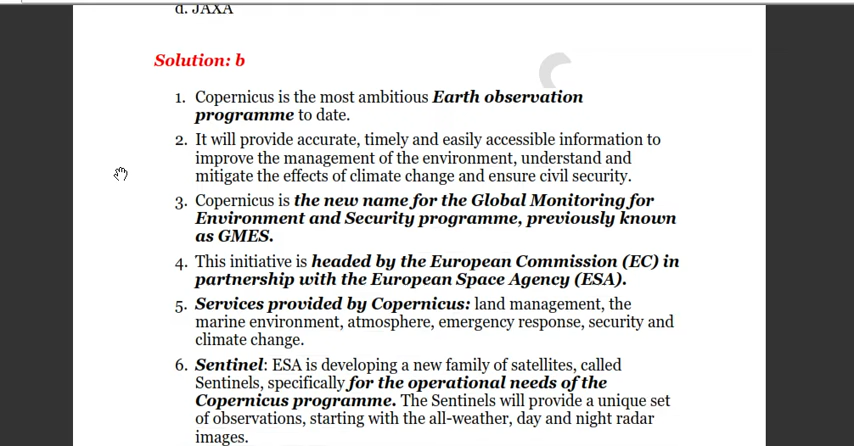 d. JAXA
Solution: b
1. Copernicus is the most ambitious Earth observation
programme to date.
2. It will provide accurate, timely and easily accessible information to
improve the management of the environment, understand and
mitigate the effects of climate change and ensure civil security.
3. Copernicus is the new name for the Global Monitoring for
Environment and Security programme, previously known
as GMES.
4. This initiative is headed by the European Commission (EC) in
partnership with the European Space Agency (ESA).
5. Services provided by Copernicus: land management, the
marine environment, atmosphere, emergency response, security and
climate change.
6. Sentinel: ESA is developing a new family of satellites, called
Sentinels, specifically for the operational needs of the
Copernicus programme. The Sentinels will provide a unique set
of observations, starting with the all-weather, day and night radar
images.